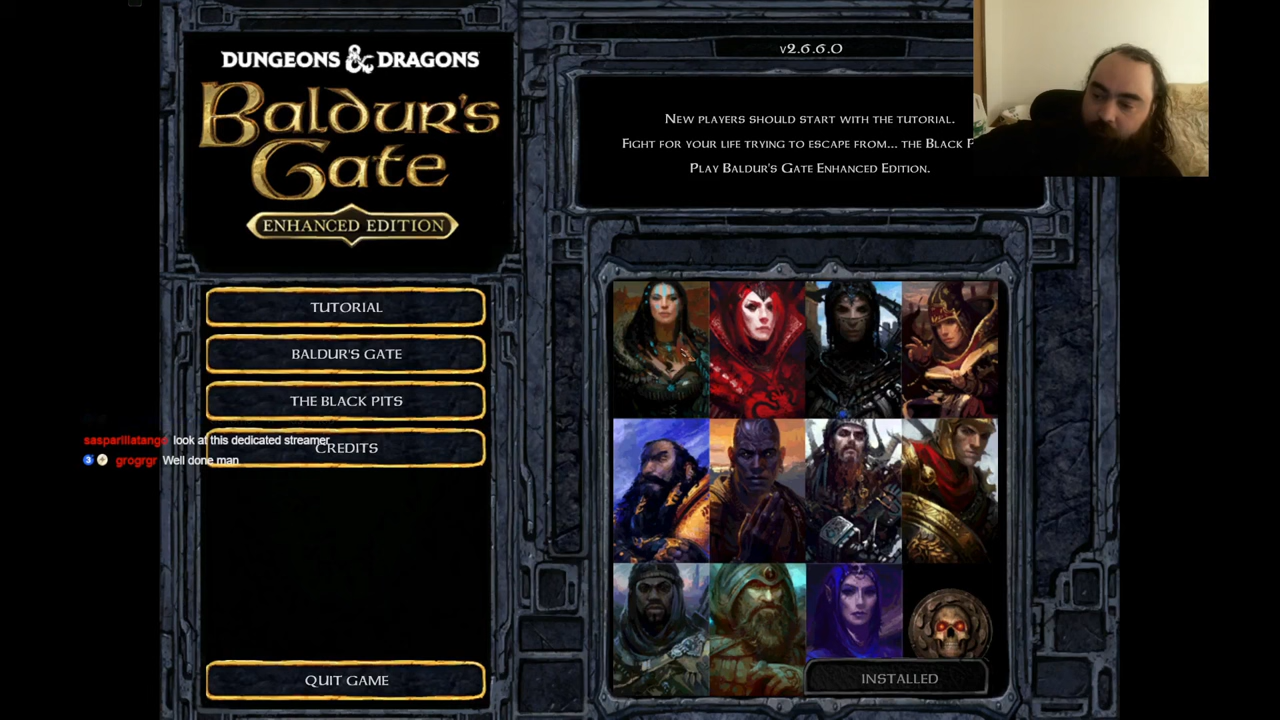 DUNGEONS & DRAGONS
Baldur's
Gate
ENHANCED EDITION
v2.6.6.0
New players should start with the tutorial.
Fight for your life trying to escape from... the Black
Play Baldur's Gate Enhanced Edition.
TUTORIAL
BALDUR'S GATE
THE BLACK PITS
CREDITS
sasparillatango look at this dedicated streamer
3 grogrgr Well done man
QUIT GAME
INSTALLED